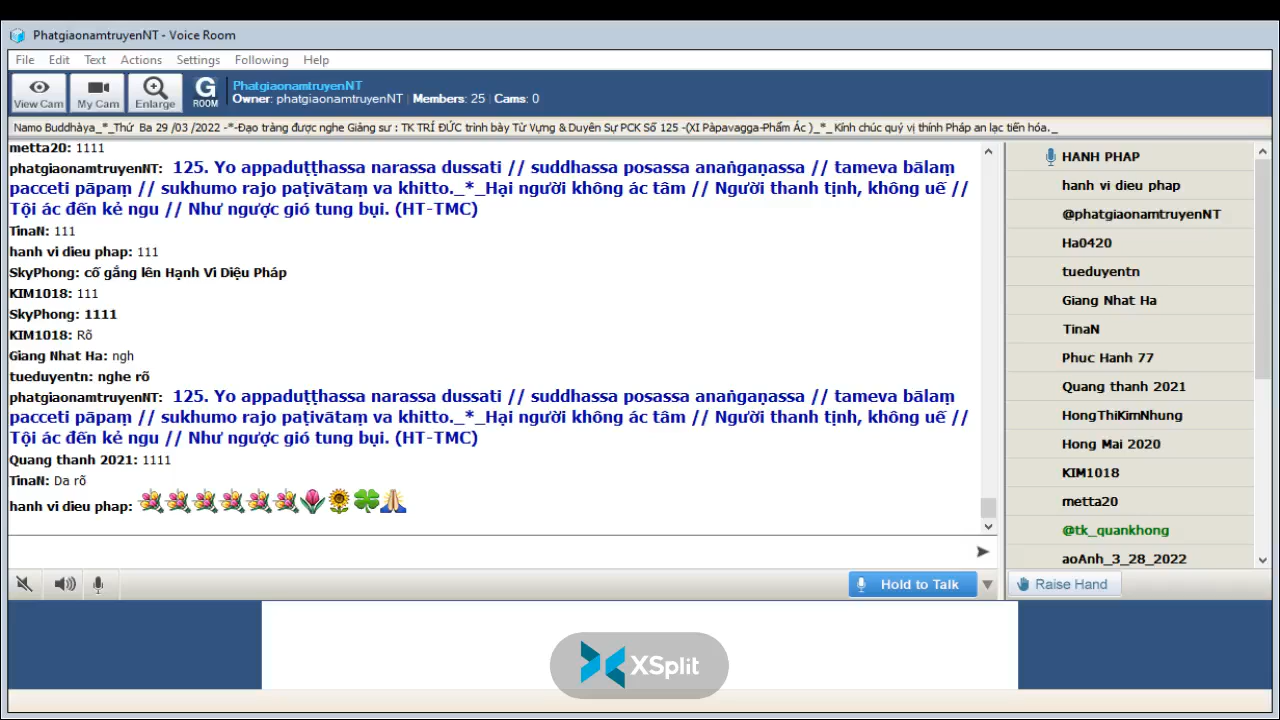 PhatgiaonamtruyenNT - Voice Room
File Edit Text Actions Settings Following Help
View Cam My Cam Enlarge G ROOM
PhatgiaonamtruyenNT
Owner: phatgiaonamtruyenNT | Members: 25 | Cams: 0
Namo Buddhàya_*_Thứ Ba 29 /03 /2022 -*-Đạo tràng được nghe Giảng sư : TK TRÍ ĐỨC trình bày Từ Vựng & Duyên Sự PCK Số 125 -(XI Pàpavagga-Phẩm Ác )_*_ Kính chúc quý vị thính Pháp an lạc tiến hóa._
metta20: 1111
phatgiaonamtruyenNT: 125. Yo appaduṭṭhassa narassa dussati // suddhassa posassa anaṅgaṇassa // tameva bālaṃ
pacceti pāpaṃ // sukhumo rajo paṭivātaṃ va khitto._*_Hại người không ác tâm // Người thanh tịnh, không uế //
Tội ác đến kẻ ngu // Như ngược gió tung bụi. (HT-TMC)
TinaN: 111
hanh vi dieu phap: 111
SkyPhong: cố gắng lên Hạnh Vi Diệu Pháp
KIM1018: 111
SkyPhong: 1111
KIM1018: Rõ
Giang Nhat Ha: ngh
tueduyentn: nghe rõ
phatgiaonamtruyenNT: 125. Yo appaduṭṭhassa narassa dussati // suddhassa posassa anaṅgaṇassa // tameva bālaṃ
pacceti pāpaṃ // sukhumo rajo paṭivātaṃ va khitto._*_Hại người không ác tâm // Người thanh tịnh, không uế //
Tội ác đến kẻ ngu // Như ngược gió tung bụi. (HT-TMC)
Quang thanh 2021: 1111
TinaN: Da rõ
hanh vi dieu phap:
HANH PHAP
hanh vi dieu phap
@phatgiaonamtruyenNT
Ha0420
tueduyentn
Giang Nhat Ha
TinaN
Phuc Hanh 77
Quang thanh 2021
HongThiKimNhung
Hong Mai 2020
KIM1018
metta20
@tk_quankhong
aoAnh_3_28_2022
Hold to Talk
Raise Hand
XSplit